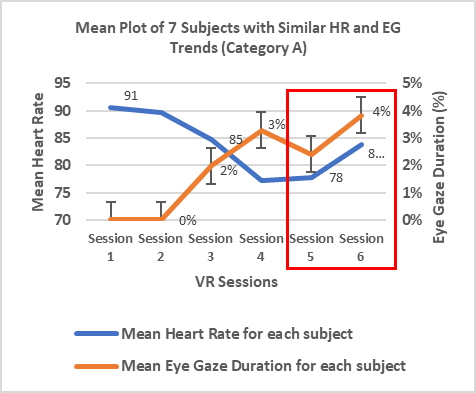 Mean Plot of 7 Subjects with Similar HR and EG
Trends (Category A)
95
90
85
80
75
70
Mean Heart Rate
5%
4%
3%
2%
1%
0%
Eye Gaze Duration (%)
91
85
78
8...
0%
2%
3%
4%
Session 1
Session 2
Session 3
Session 4
Session 5
Session 6
VR Sessions
Mean Heart Rate for each subject
Mean Eye Gaze Duration for each subject